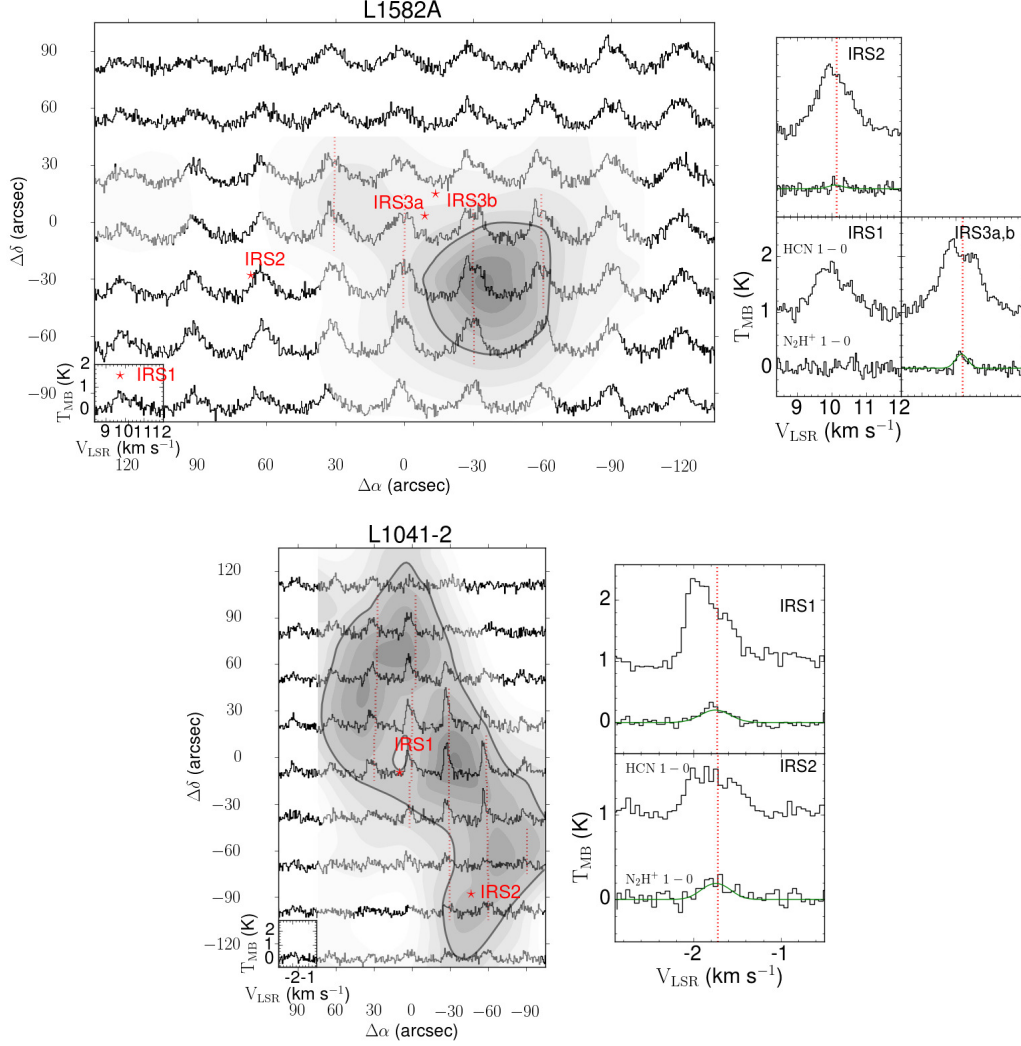 L1582A
90
60
30
0
−30
−60
−90
Δδ (arcsec)
IRS3a
IRS3b
IRS2
IRS1
T_MB (K)
2
1
0
9 10 11 12
V_LSR (km s⁻¹)
120 90 60 30 0 −30 −60 −90 −120
Δα (arcsec)
IRS2
IRS1
HCN 1−0
N₂H⁺ 1−0
IRS3a,b
T_MB (K)
2
1
0
9 10 11 12
V_LSR (km s⁻¹)
L1041-2
120
90
60
30
0
−30
−60
−90
−120
Δδ (arcsec)
IRS1
IRS2
T_MB (K)
2
1
0
-2-1
V_LSR (km s⁻¹)
90 60 30 0 −30 −60 −90
Δα (arcsec)
IRS1
2
1
0
HCN 1−0
IRS2
N₂H⁺ 1−0
T_MB (K)
1
0
-2 -1
V_LSR (km s⁻¹)